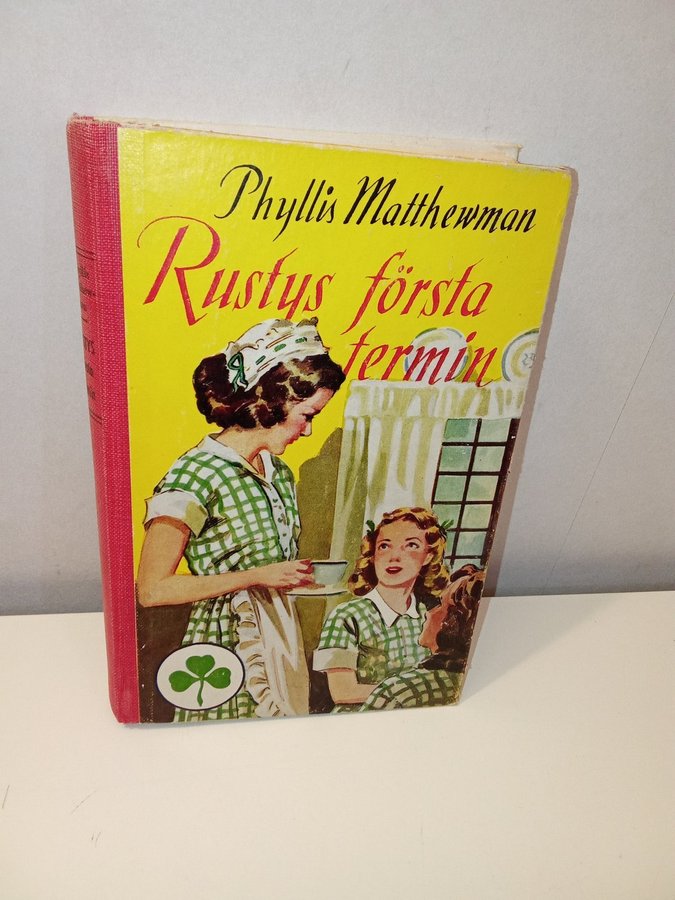 Phyllis Matthewman
Rustys första
termin